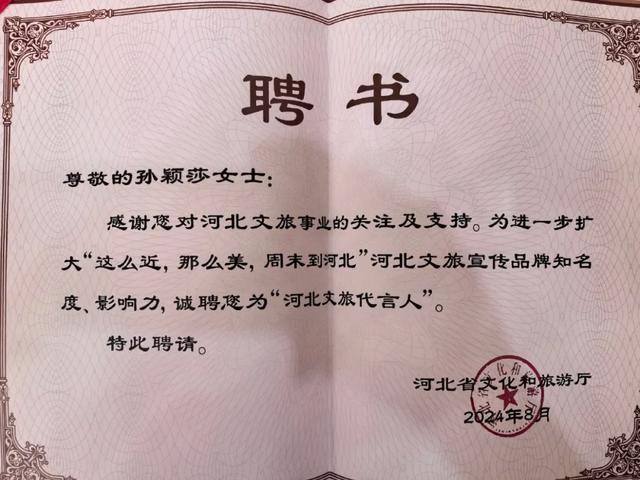 聘书
尊敬的孙颖莎女士：
感谢您对河北文旅事业的关注及支持。为进一步扩
大“这么近，那么美，周末到河北”河北文旅宣传品牌知名
度、影响力，诚聘您为“河北文旅代言人”。
特此聘请。
河北省文化和旅游厅
2024年8月